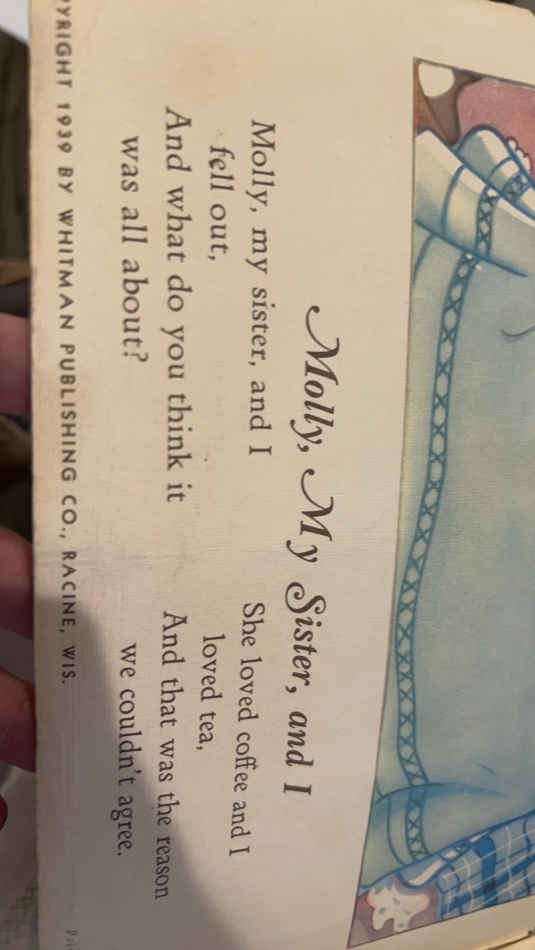 Molly, My Sister, and I
Molly, my sister, and I
fell out,
And what do you think it
was all about?
She loved coffee and I
loved tea,
And that was the reason
we couldn't agree.
1939 BY WHITMAN PUBLISHING CO., RACINE, WIS.